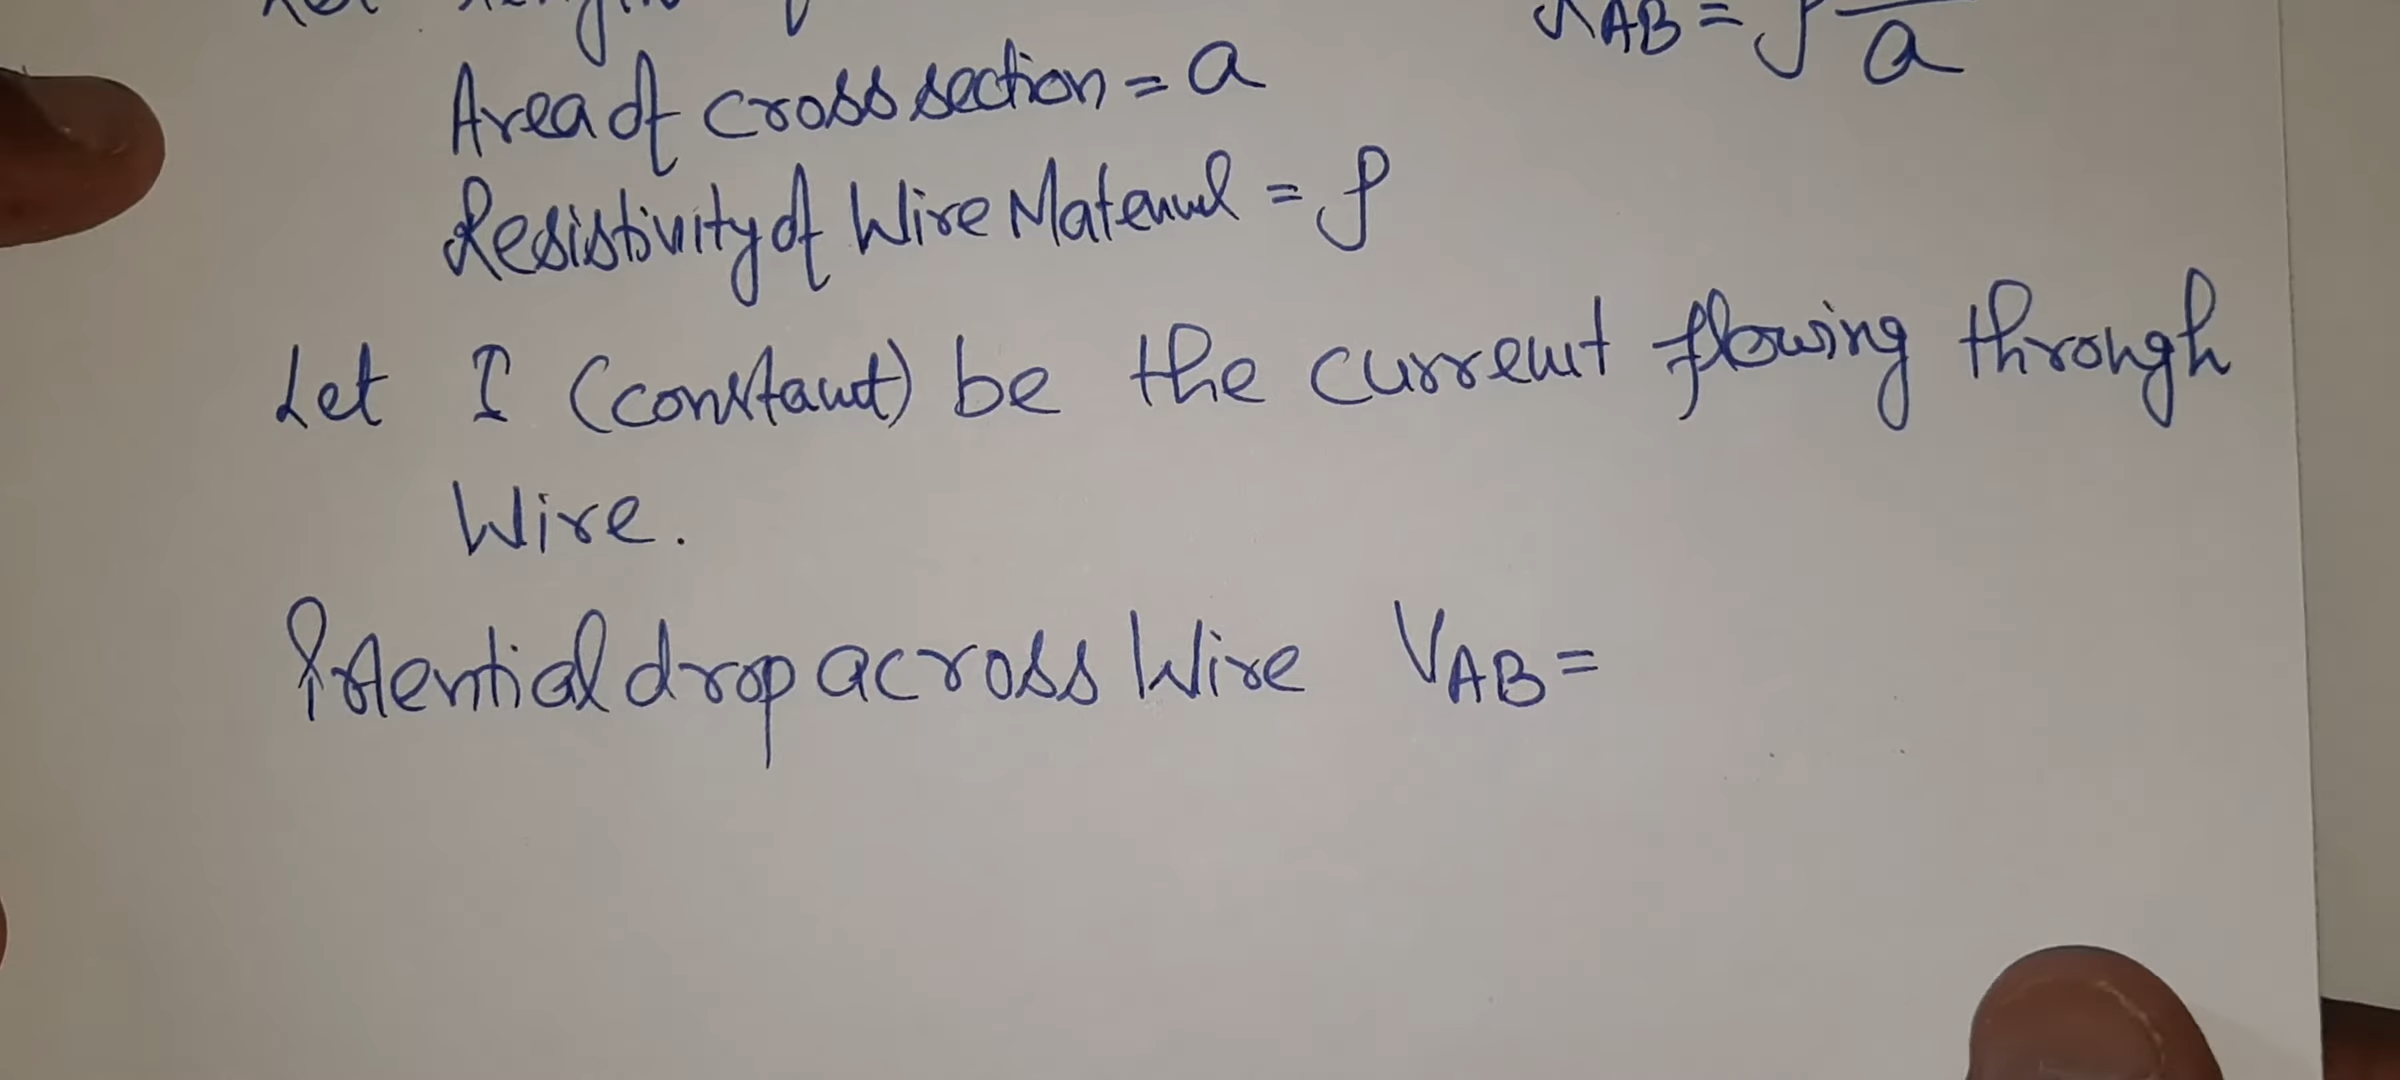 R_AB = ρ/a
Area of cross section = a
Resistivity of Wire Material = ρ
Let I (constant) be the current flowing through
Wire.
Potential drop across Wire V_AB =